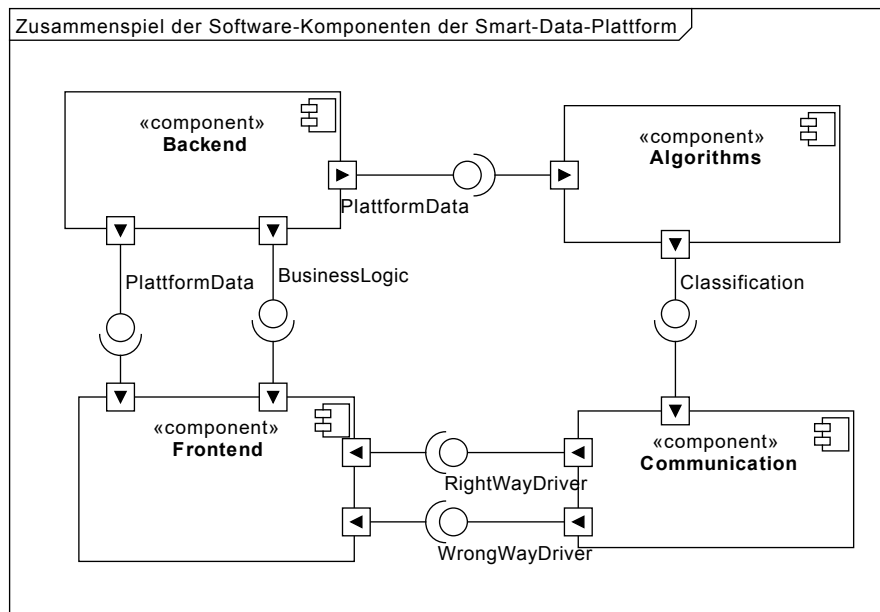 Zusammenspiel der Software-Komponenten der Smart-Data-Plattform
«component»
Backend
«component»
Algorithms
PlattformData
PlattformData
BusinessLogic
Classification
«component»
Frontend
«component»
Communication
RightWayDriver
WrongWayDriver